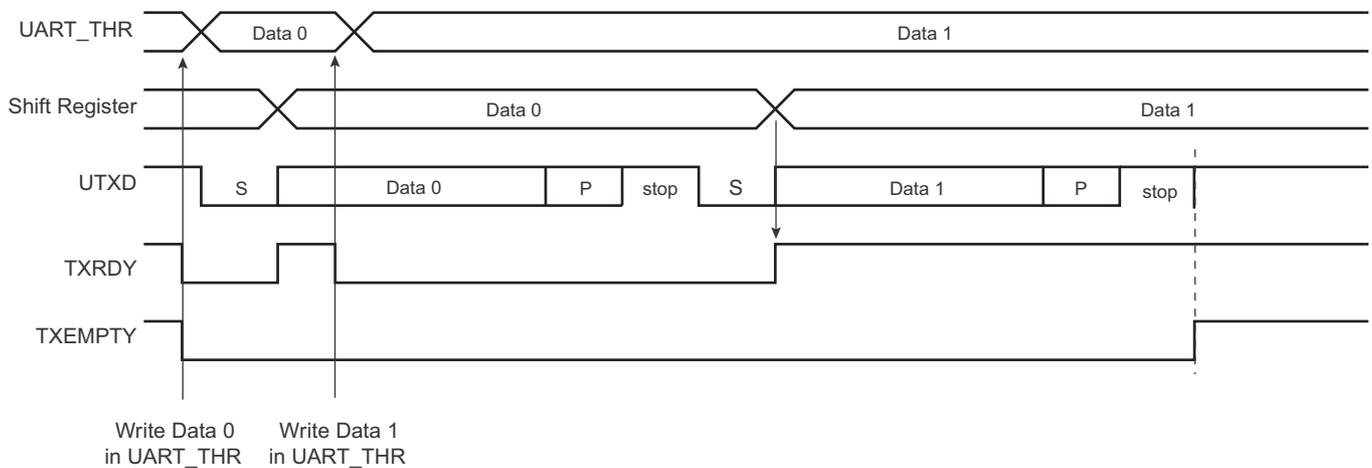 UART_THR
Data 0
Data 1
Shift Register
Data 0
Data 1
UTXD
S
Data 0
P
stop
S
Data 1
P
stop
TXRDY
TXEMPTY
Write Data 0
in UART_THR
Write Data 1
in UART_THR